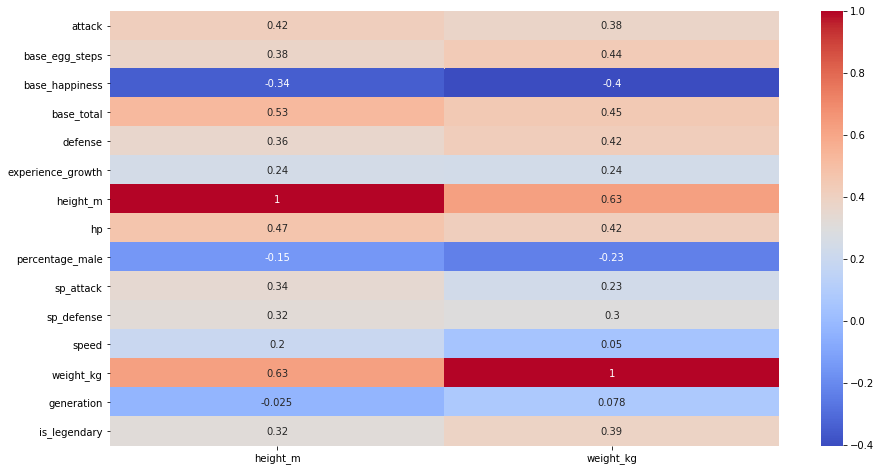 attack 0.42 0.38
base_egg_steps 0.38 0.44
base_happiness -0.34 -0.4
base_total 0.53 0.45
defense 0.36 0.42
experience_growth 0.24 0.24
height_m 1 0.63
hp 0.47 0.42
percentage_male -0.15 -0.23
sp_attack 0.34 0.23
sp_defense 0.32 0.3
speed 0.2 0.05
weight_kg 0.63 1
generation -0.025 0.078
is_legendary 0.32 0.39
height_m weight_kg
1.0
0.8
0.6
0.4
0.2
0.0
−0.2
−0.4